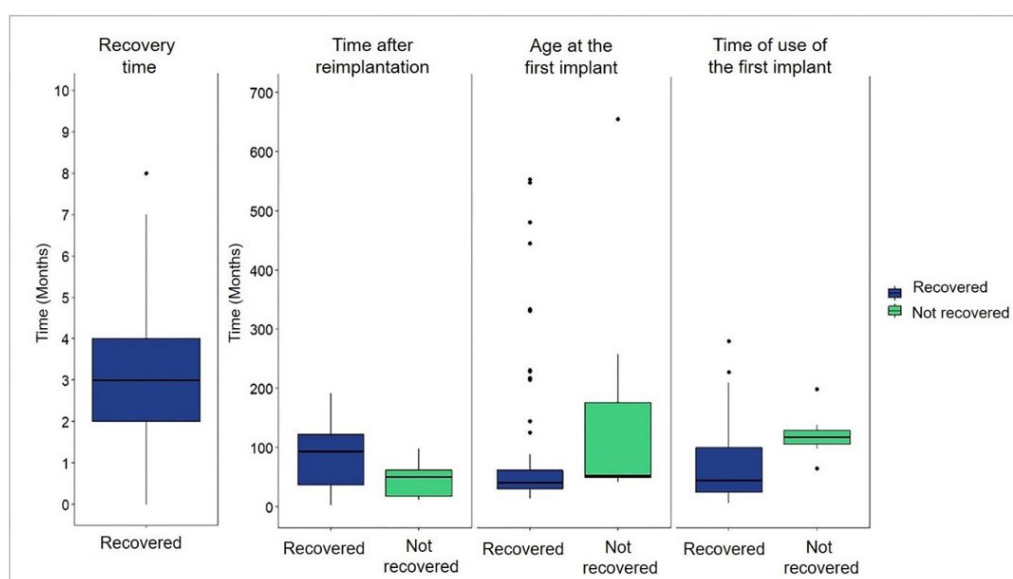 Recovery
time
Time after
reimplantation
Age at the
first implant
Time of use of
the first implant
Time (Months)
10
9
8
7
6
5
4
3
2
1
0
Recovered
Time (Months)
700
600
500
400
300
200
100
0
Recovered
Not
recovered
Recovered
Not
recovered
Recovered
Not
recovered
Recovered
Not recovered